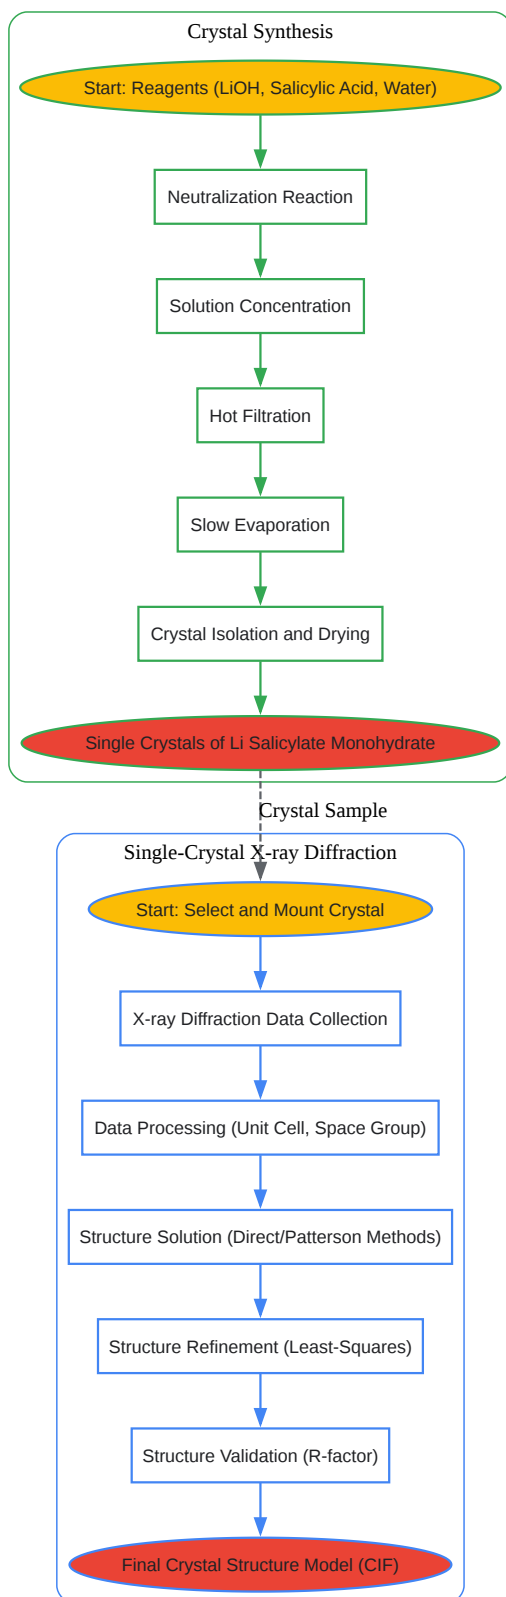 Crystal Synthesis
Start: Reagents (LiOH, Salicylic Acid, Water)
Neutralization Reaction
Solution Concentration
Hot Filtration
Slow Evaporation
Crystal Isolation and Drying
Single Crystals of Li Salicylate Monohydrate
Crystal Sample
Single-Crystal X-ray Diffraction
Start: Select and Mount Crystal
X-ray Diffraction Data Collection
Data Processing (Unit Cell, Space Group)
Structure Solution (Direct/Patterson Methods)
Structure Refinement (Least-Squares)
Structure Validation (R-factor)
Final Crystal Structure Model (CIF)